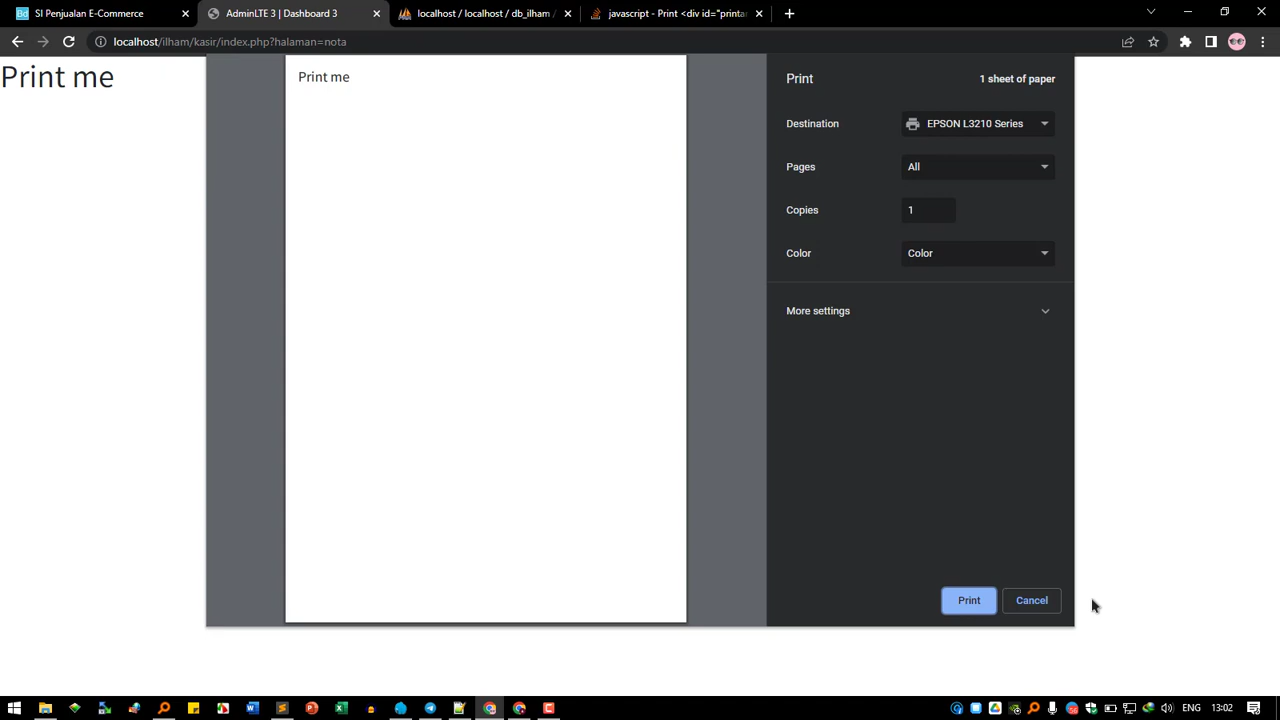 SI Penjualan E-Commerce
AdminLTE 3 | Dashboard 3
localhost / localhost / db_ilham /
javascript - Print <div id="printar
localhost/ilham/kasir/index.php?halaman=nota
Print me
Print me
Print
1 sheet of paper
Destination
EPSON L3210 Series
Pages
All
Copies
1
Color
Color
More settings
Print
Cancel
ENG
13:02